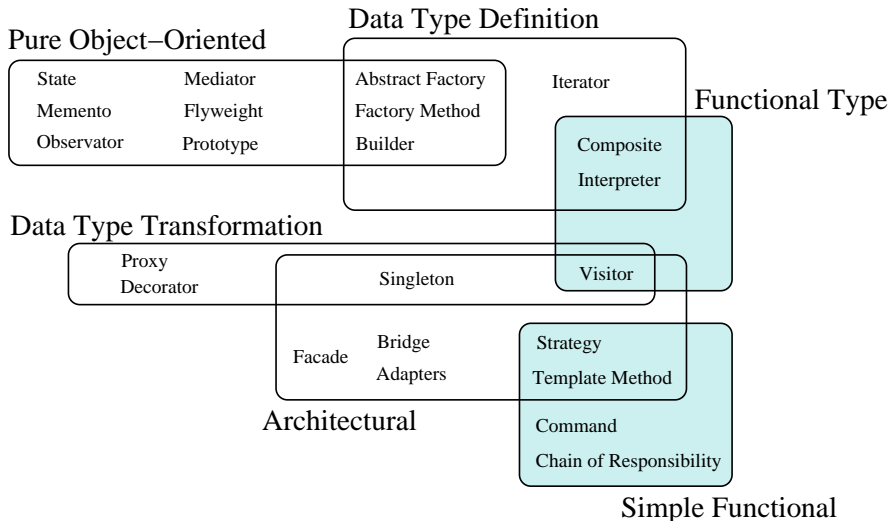 Data Type Definition
Pure Object−Oriented
State
Mediator
Abstract Factory
Iterator
Memento
Flyweight
Factory Method
Functional Type
Observator
Prototype
Builder
Composite
Interpreter
Data Type Transformation
Proxy
Decorator
Singleton
Visitor
Facade
Bridge
Adapters
Strategy
Template Method
Architectural
Command
Chain of Responsibility
Simple Functional